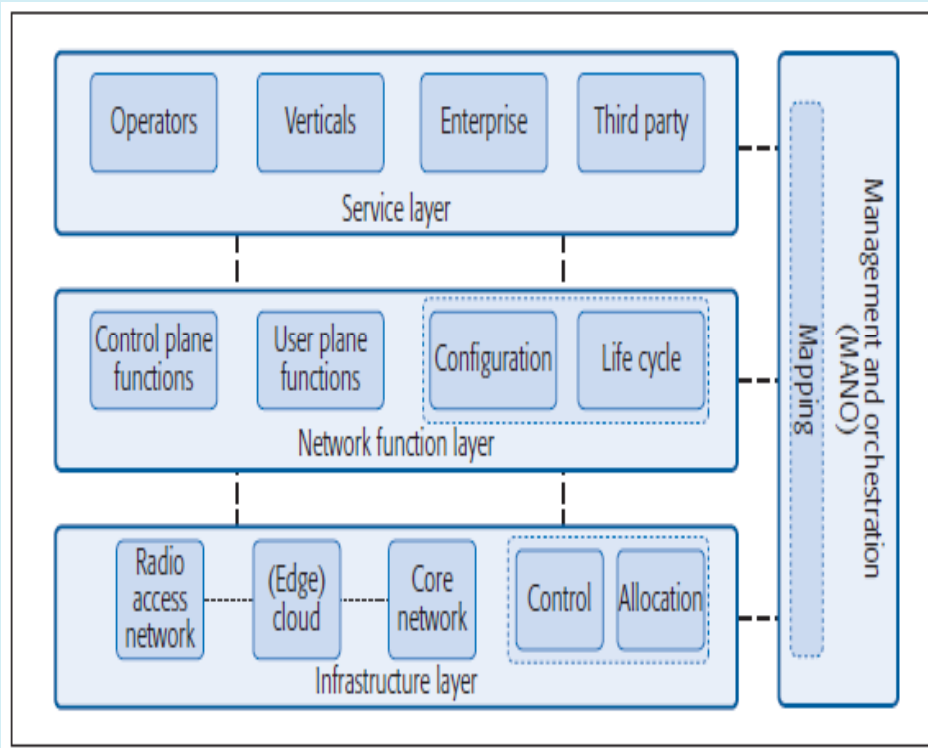 Operators
Verticals
Enterprise
Third party
Service layer
Control plane
functions
User plane
functions
Configuration
Life cycle
Network function layer
Radio
access
network
(Edge)
cloud
Core
network
Control
Allocation
Infrastructure layer
Management and orchestration
(MANO)
Mapping